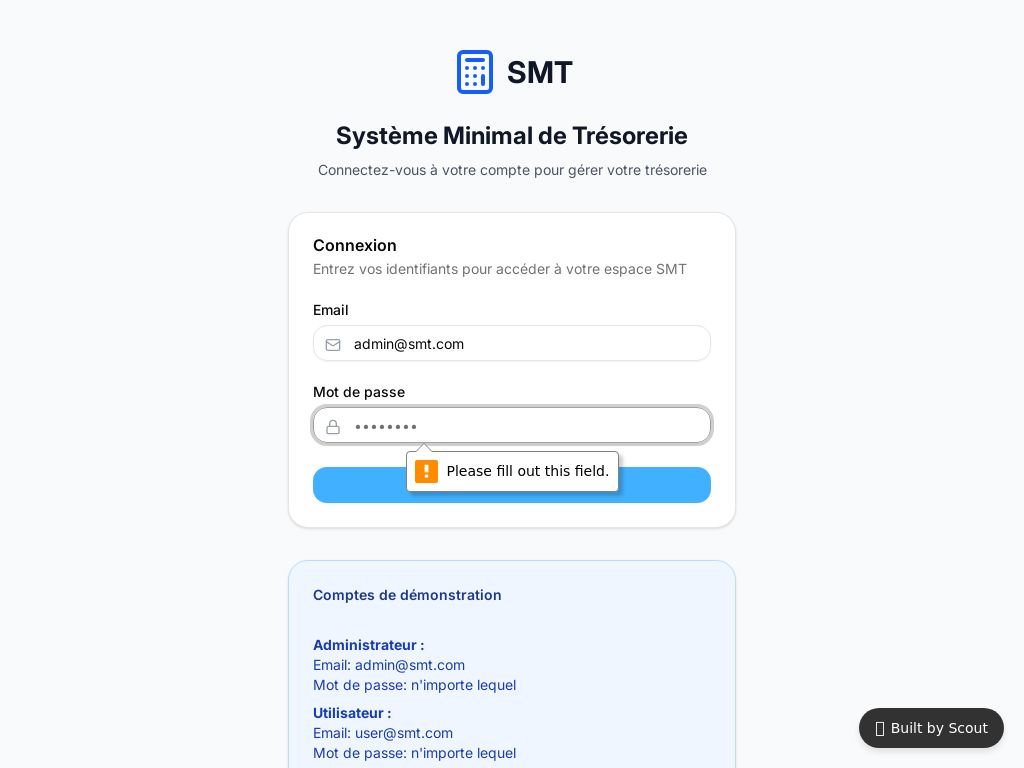 SMT
Système Minimal de Trésorerie
Connectez-vous à votre compte pour gérer votre trésorerie
Connexion
Entrez vos identifiants pour accéder à votre espace SMT
Email
admin@smt.com
Mot de passe
••••••••
Please fill out this field.
Comptes de démonstration
Administrateur :
Email: admin@smt.com
Mot de passe: n'importe lequel
Utilisateur :
Email: user@smt.com
Mot de passe: n'importe lequel
Built by Scout